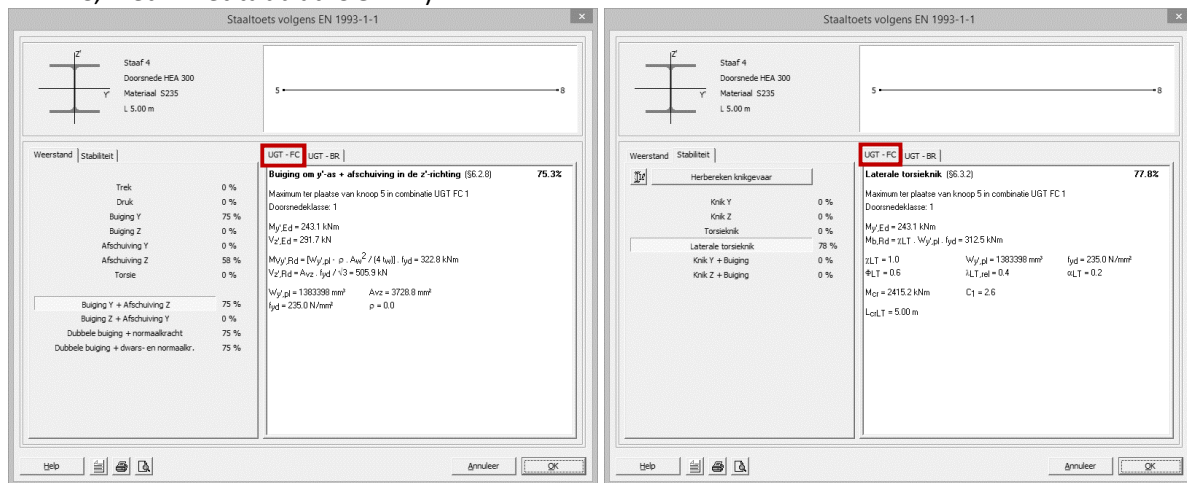 Staaltoets volgens EN 1993-1-1
Z'
Y'
Staaf 4
Doorsnede HEA 300
Materiaal S235
L 5.00 m
5
8
Weerstand
Stabiliteit
Trek 0 %
Druk 0 %
Buiging Y 75 %
Buiging Z 0 %
Afschuiving Y 0 %
Afschuiving Z 58 %
Torsie 0 %
Buiging Y + Afschuiving Z 75 %
Buiging Z + Afschuiving Y 0 %
Dubbele buiging + normaalkracht 75 %
Dubbele buiging + dwars- en normaalkr. 75 %
UGT - FC
UGT - BR
Buiging om y'-as + afschuiving in de z'-richting (§6.2.8) 75.3%
Maximum ter plaatse van knoop 5 in combinatie UGT FC 1
Doorsnedeklasse: 1
My',Ed = 243.1 kNm
Vz',Ed = 291.7 kN
MVy',Rd = [Wy',pl - ρ . Aw² / (4 tw)] . fyd = 322.8 kNm
Vz',Rd = Avz . fyd / √3 = 505.9 kN
Wy',pl = 1383398 mm³ Avz = 3728.8 mm²
fyd = 235.0 N/mm² ρ = 0.0
Help
Annuleer
OK
Staaltoets volgens EN 1993-1-1
Z'
Y'
Staaf 4
Doorsnede HEA 300
Materiaal S235
L 5.00 m
5
8
Weerstand
Stabiliteit
Herbereken knikgevaar
Knik Y 0 %
Knik Z 0 %
Torsieknik 0 %
Laterale torsieknik 78 %
Knik Y + Buiging 0 %
Knik Z + Buiging 0 %
UGT - FC
UGT - BR
Laterale torsieknik (§6.3.2) 77.8%
Maximum ter plaatse van knoop 5 in combinatie UGT FC 1
Doorsnedeklasse: 1
My',Ed = 243.1 kNm
Mb,Rd = χLT . Wy',pl . fyd = 312.5 kNm
χLT = 1.0 Wy',pl = 1383398 mm³ fyd = 235.0 N/mm²
ΦLT = 0.6 λLT,rel = 0.4 αLT = 0.2
Mcr = 2415.2 kNm C1 = 2.6
LcrLT = 5.00 m
Help
Annuleer
OK